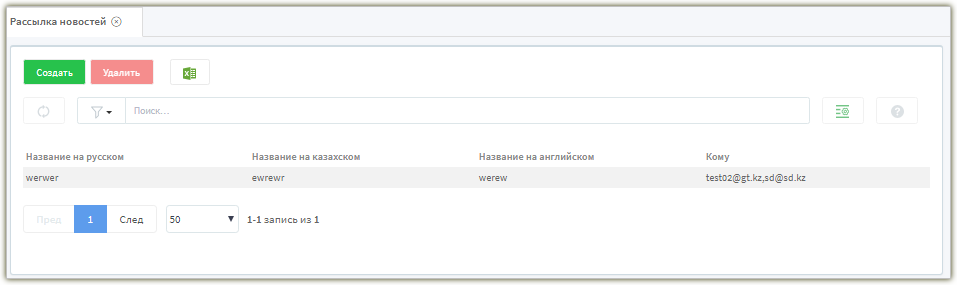 Рассылка новостей
Создать Удалить
Поиск...
Название на русском Название на казахском Название на английском Кому
werwer ewrewr werew test02@gt.kz,sd@sd.kz
Пред 1 След 50 1-1 запись из 1